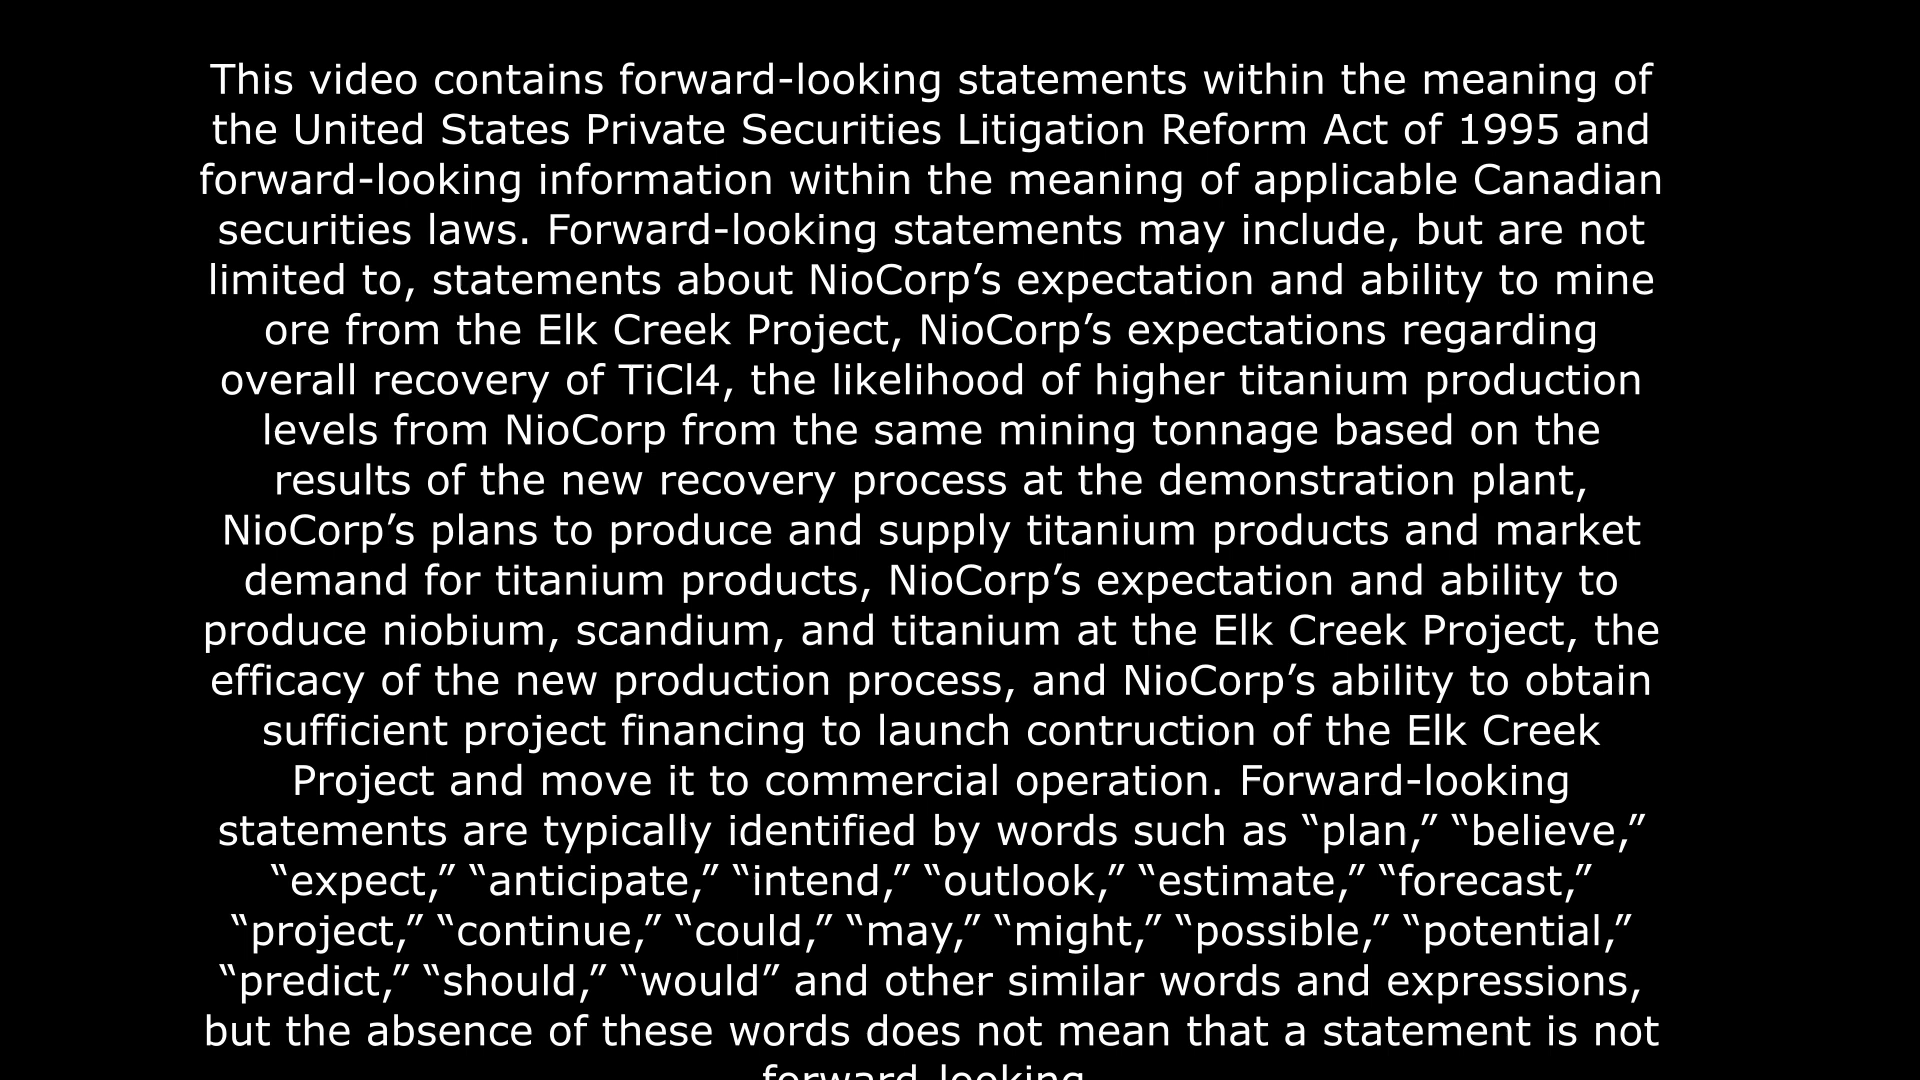 This video contains forward-looking statements within the meaning of
the United States Private Securities Litigation Reform Act of 1995 and
forward-looking information within the meaning of applicable Canadian
securities laws. Forward-looking statements may include, but are not
limited to, statements about NioCorp’s expectation and ability to mine
ore from the Elk Creek Project, NioCorp’s expectations regarding
overall recovery of TiCl4, the likelihood of higher titanium production
levels from NioCorp from the same mining tonnage based on the
results of the new recovery process at the demonstration plant,
NioCorp’s plans to produce and supply titanium products and market
demand for titanium products, NioCorp’s expectation and ability to
produce niobium, scandium, and titanium at the Elk Creek Project, the
efficacy of the new production process, and NioCorp’s ability to obtain
sufficient project financing to launch contruction of the Elk Creek
Project and move it to commercial operation. Forward-looking
statements are typically identified by words such as “plan,” “believe,”
“expect,” “anticipate,” “intend,” “outlook,” “estimate,” “forecast,”
“project,” “continue,” “could,” “may,” “might,” “possible,” “potential,”
“predict,” “should,” “would” and other similar words and expressions,
but the absence of these words does not mean that a statement is not
forward-looking